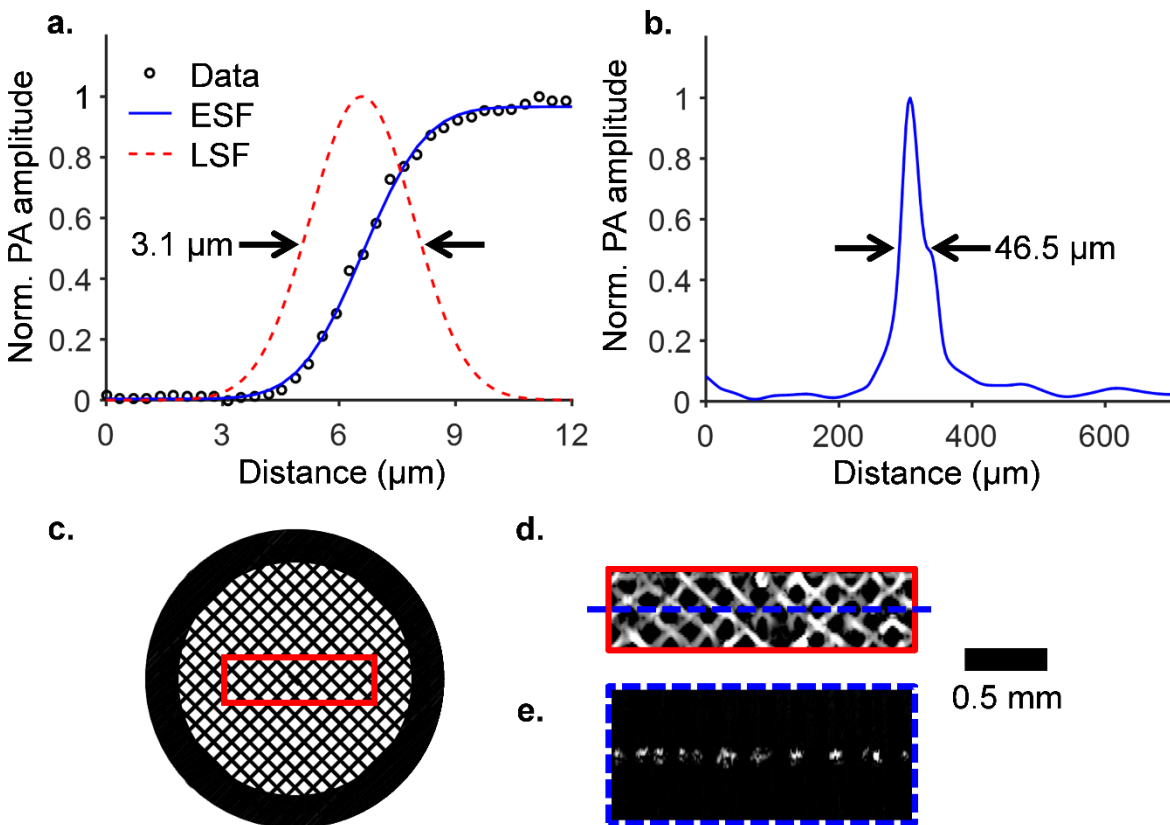 a.
Norm. PA amplitude
1
0.8
0.6
0.4
0.2
0
Data
ESF
LSF
3.1 µm
0 3 6 9 12
Distance (µm)
b.
Norm. PA amplitude
1
0.8
0.6
0.4
0.2
0
46.5 µm
0 200 400 600
Distance (µm)
c.
d.
e.
0.5 mm